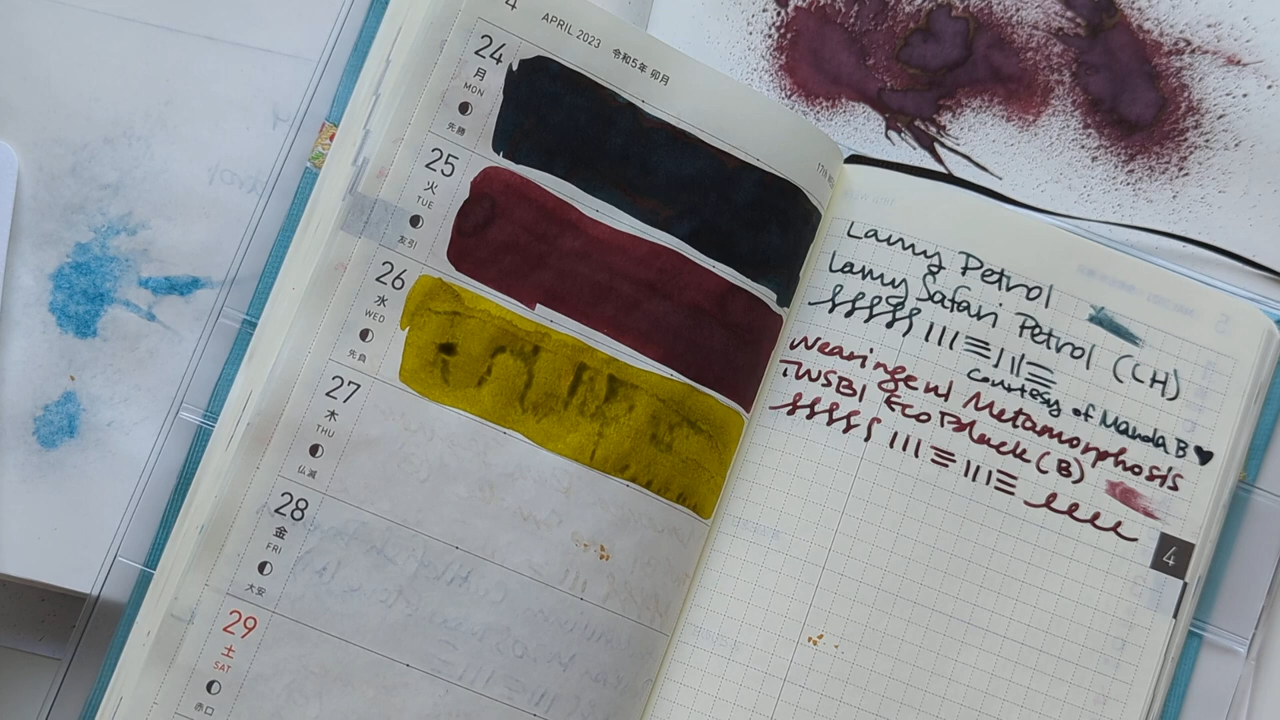 4
APRIL 2023 令和5年 卯月
24
月
MON
先勝
25
火
TUE
友引
26
水
WED
先負
27
木
THU
仏滅
28
金
FRI
大安
29
土
SAT
赤口
17th
Lamy Petrol
Lamy Safari Petrol (CH)
Courtesy of Manda B ♥
Wearingeul Metamorphosis
TWSBI Eco Black (B)
4